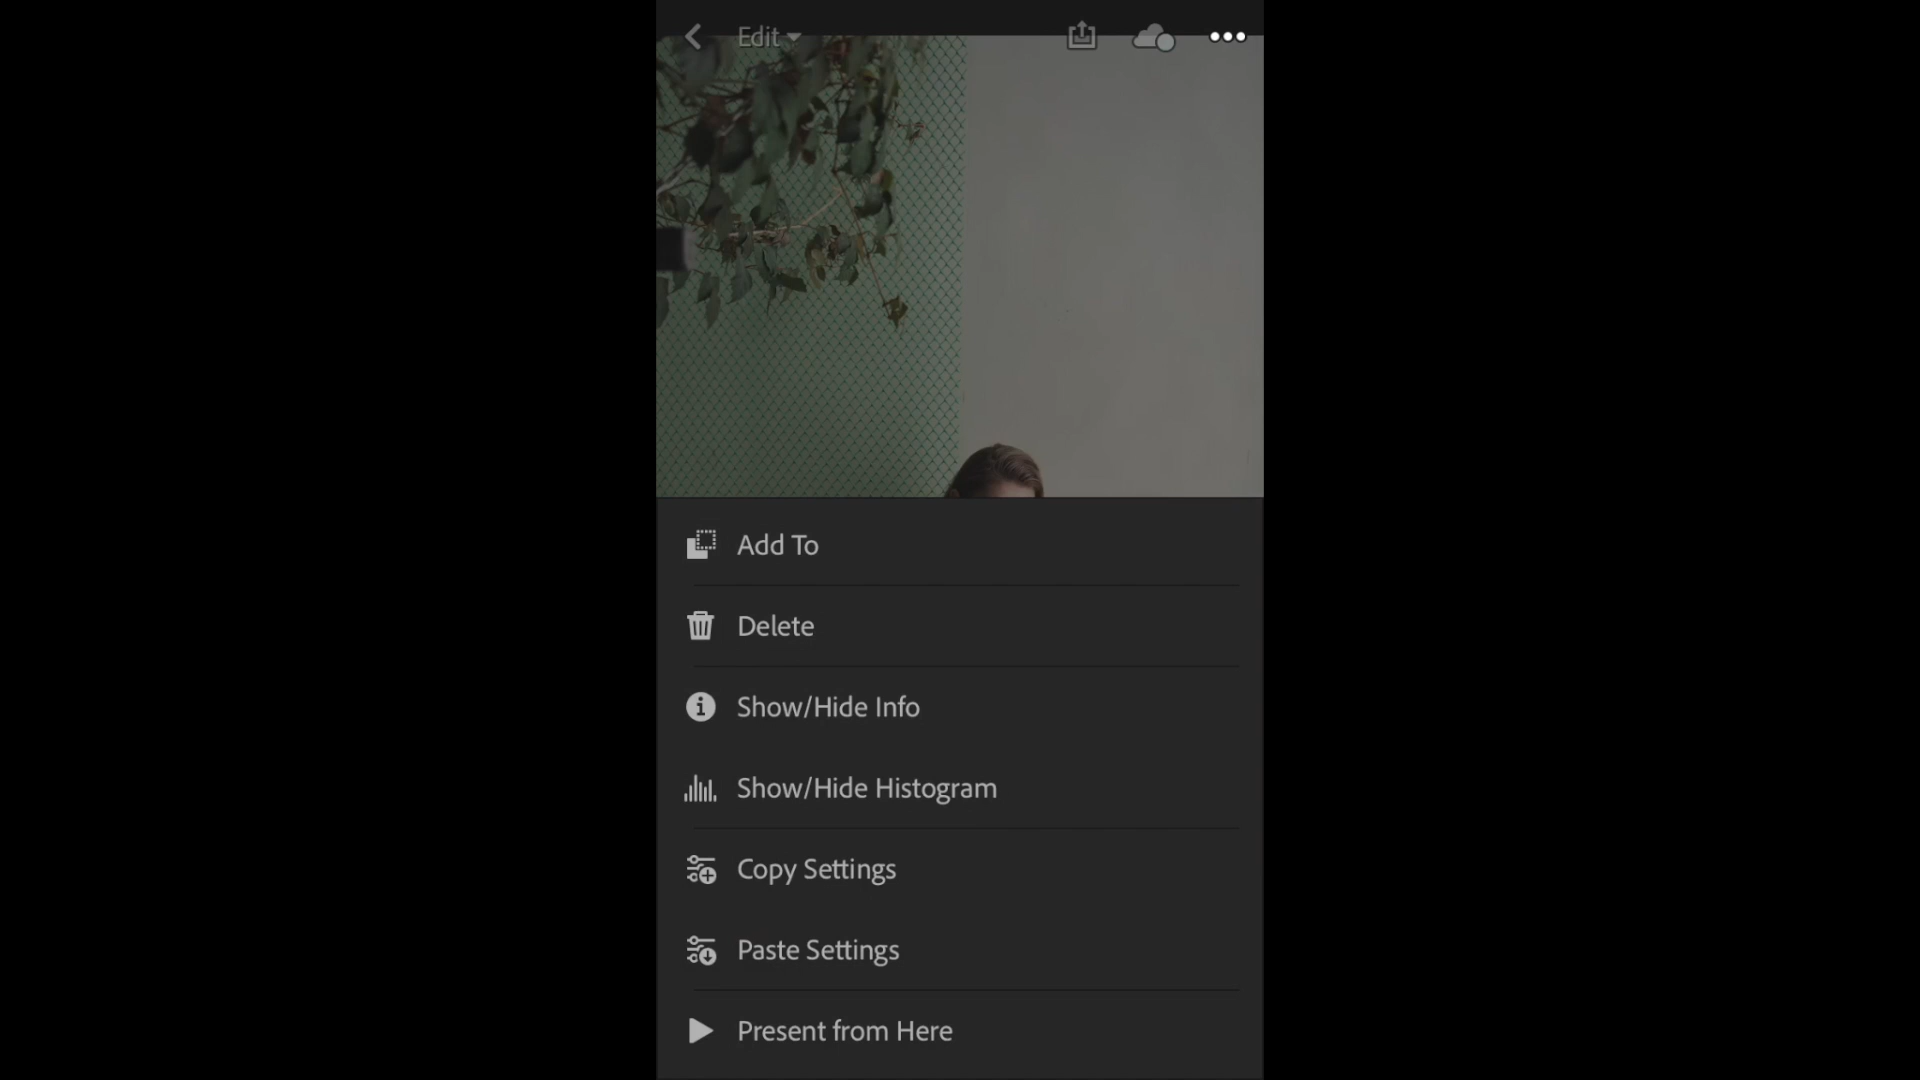 Edit
Add To
Delete
Show/Hide Info
Show/Hide Histogram
Copy Settings
Paste Settings
Present from Here